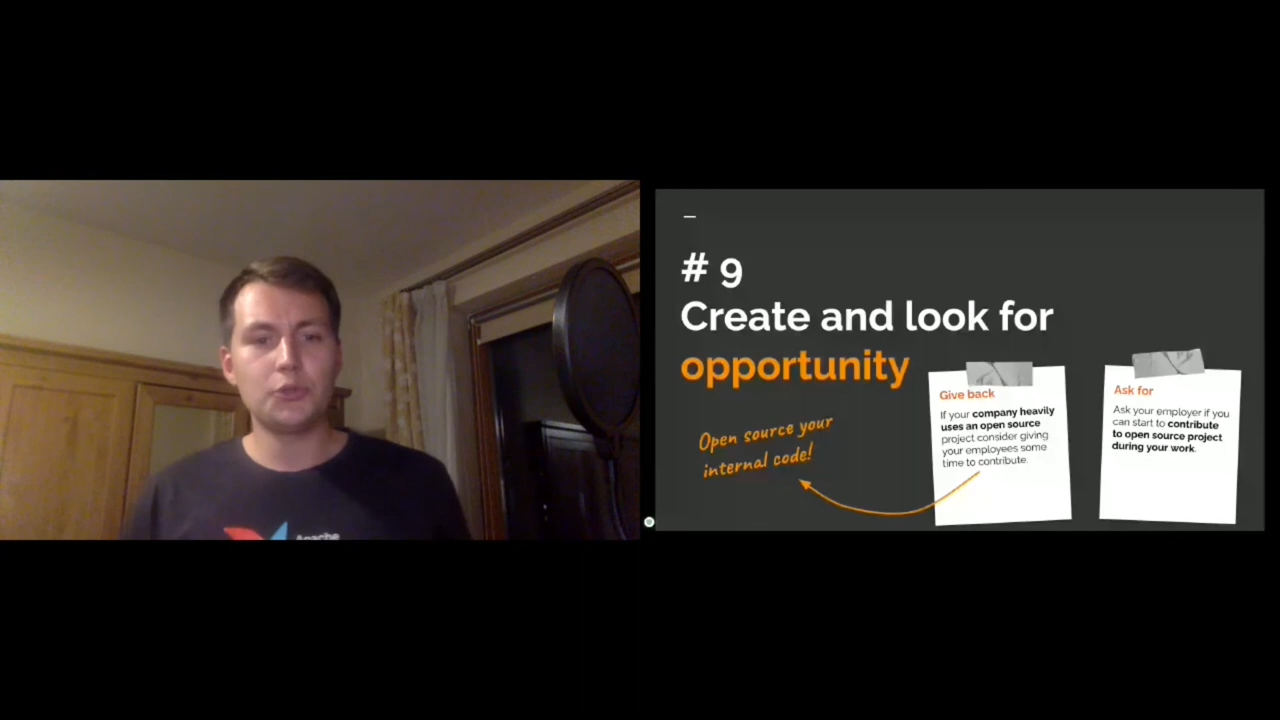 # 9
Create and look for
opportunity
Open source your
internal code!
Give back
If your company heavily
uses an open source
project consider giving
your employees some
time to contribute.
Ask for
Ask your employer if you
can start to contribute
to open source project
during your work.
Apache